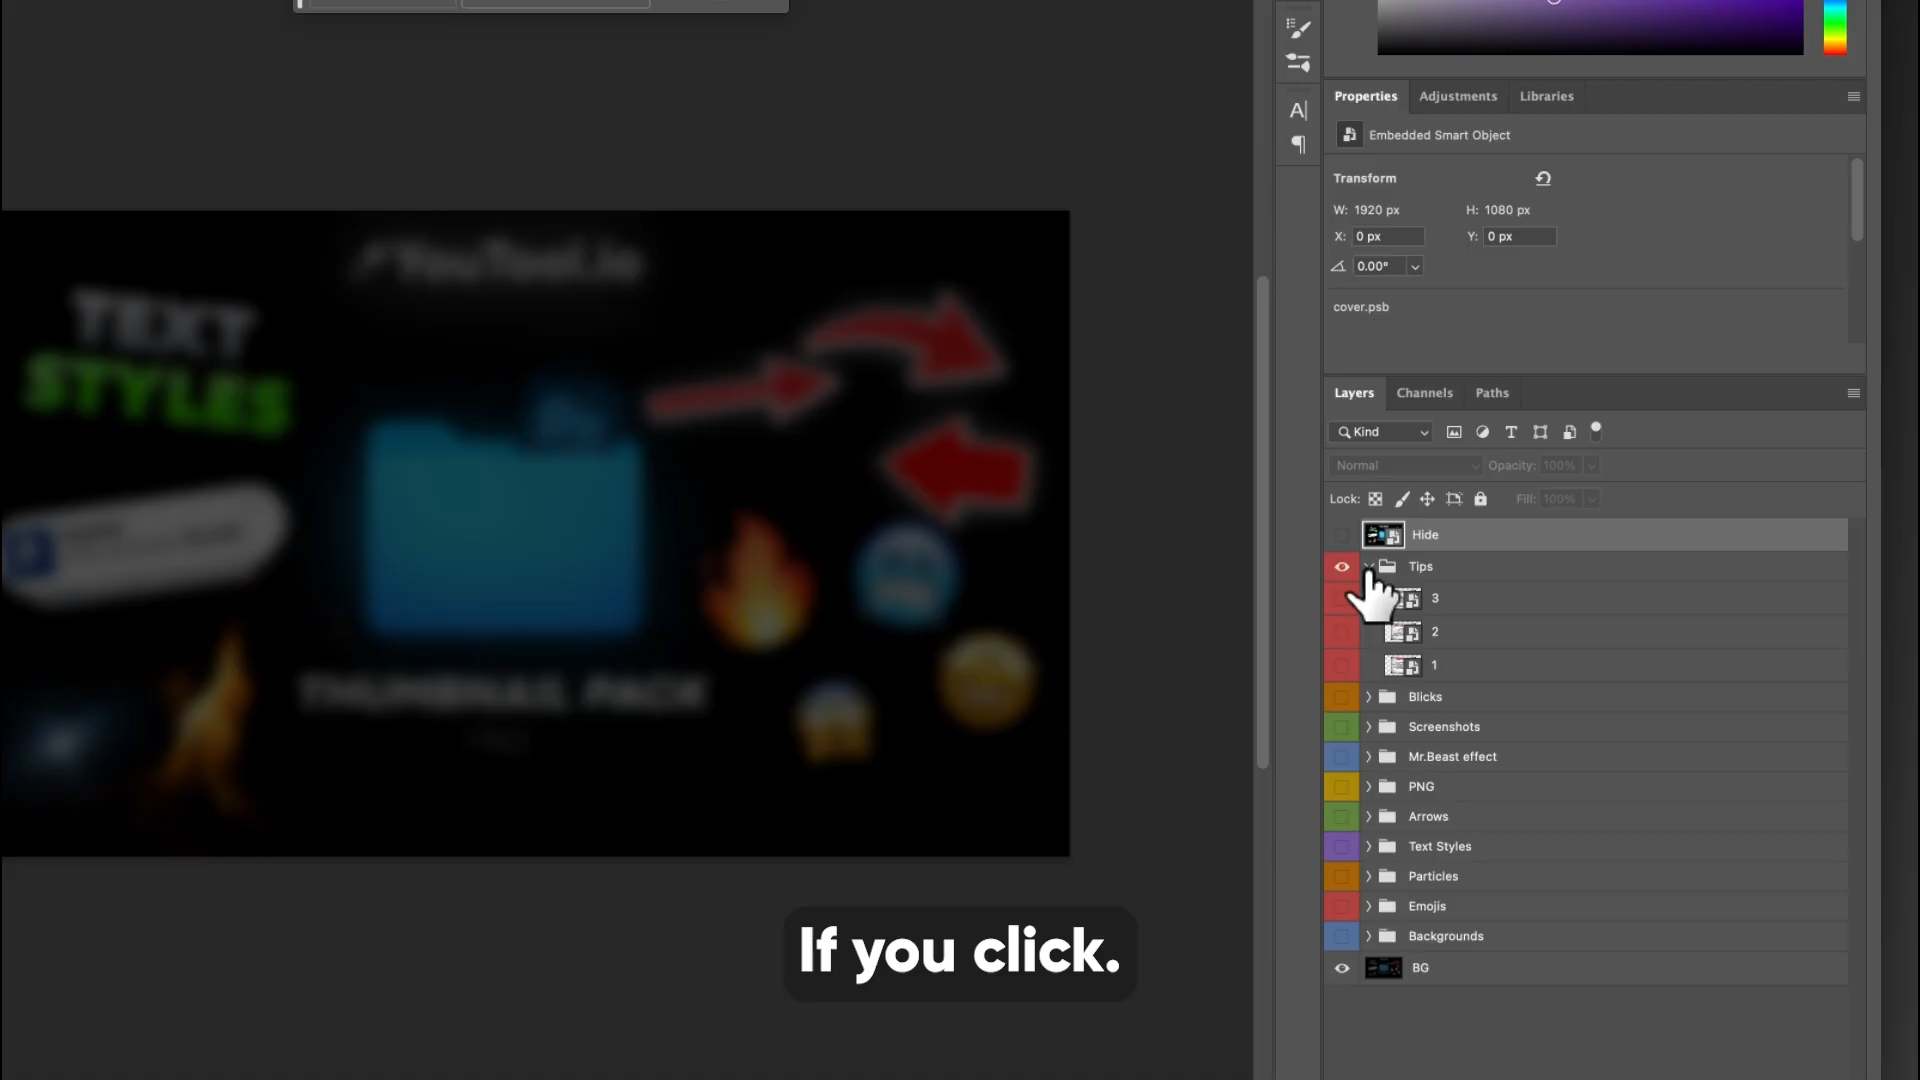 Properties
Adjustments
Libraries
Embedded Smart Object
Transform
W: 1920 px
H: 1080 px
X: 0 px
Y: 0 px
0.00°
cover.psb
YouTool.io
TEXT
STYLES
THUMBNAIL PACK
Layers
Channels
Paths
Kind
Normal
Opacity: 100%
Lock:
Fill: 100%
Hide
Tips
3
2
1
Blicks
Screenshots
Mr.Beast effect
PNG
Arrows
Text Styles
Particles
Emojis
Backgrounds
BG
If you click.